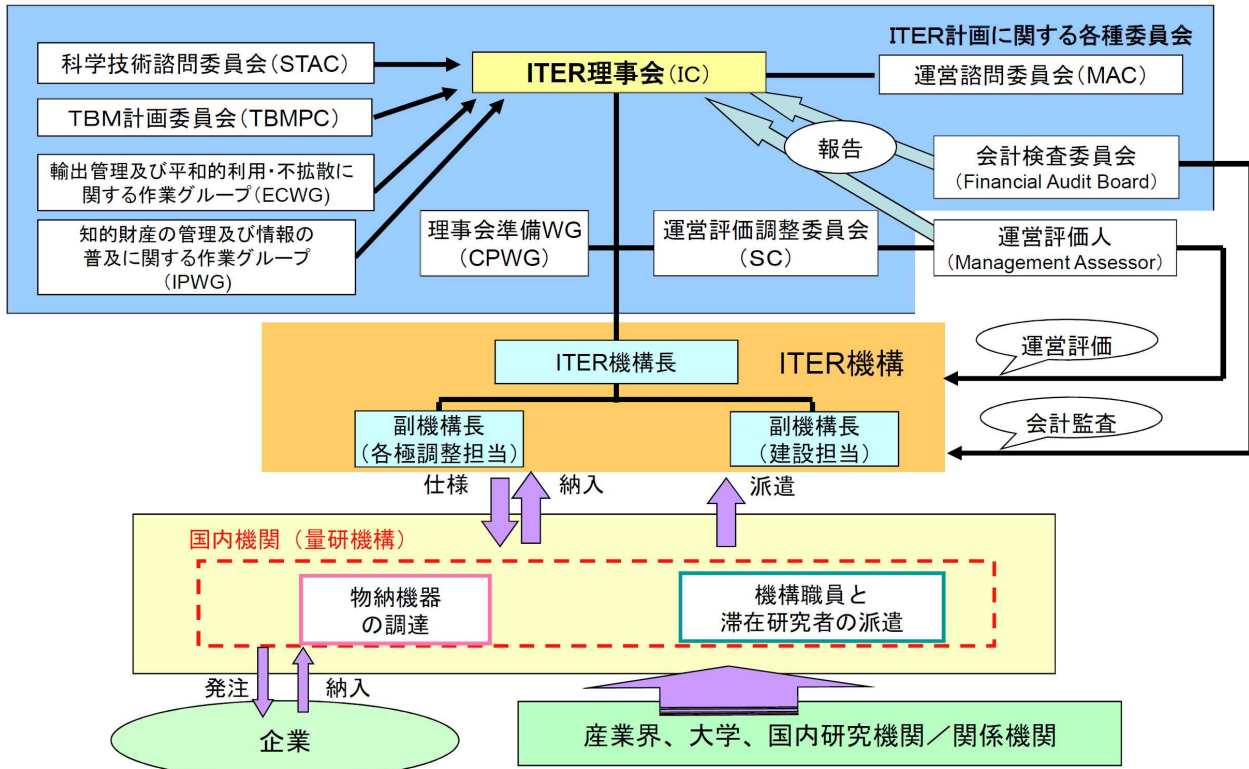 ITER計画に関する各種委員会
科学技術諮問委員会(STAC)
ITER理事会(IC)
運営諮問委員会(MAC)
TBM計画委員会(TBMPC)
報告
会計検査委員会
(Financial Audit Board)
輸出管理及び平和的利用・不拡散に
関する作業グループ(ECWG)
理事会準備WG
(CPWG)
運営評価調整委員会
(SC)
運営評価人
(Management Assessor)
知的財産の管理及び情報の
普及に関する作業グループ
(IPWG)
ITER機構長
ITER機構
運営評価
副機構長
(各極調整担当)
副機構長
(建設担当)
会計監査
仕様
納入
派遣
国内機関（量研機構）
物納機器
の調達
機構職員と
滞在研究者の派遣
発注
納入
企業
産業界、大学、国内研究機関／関係機関